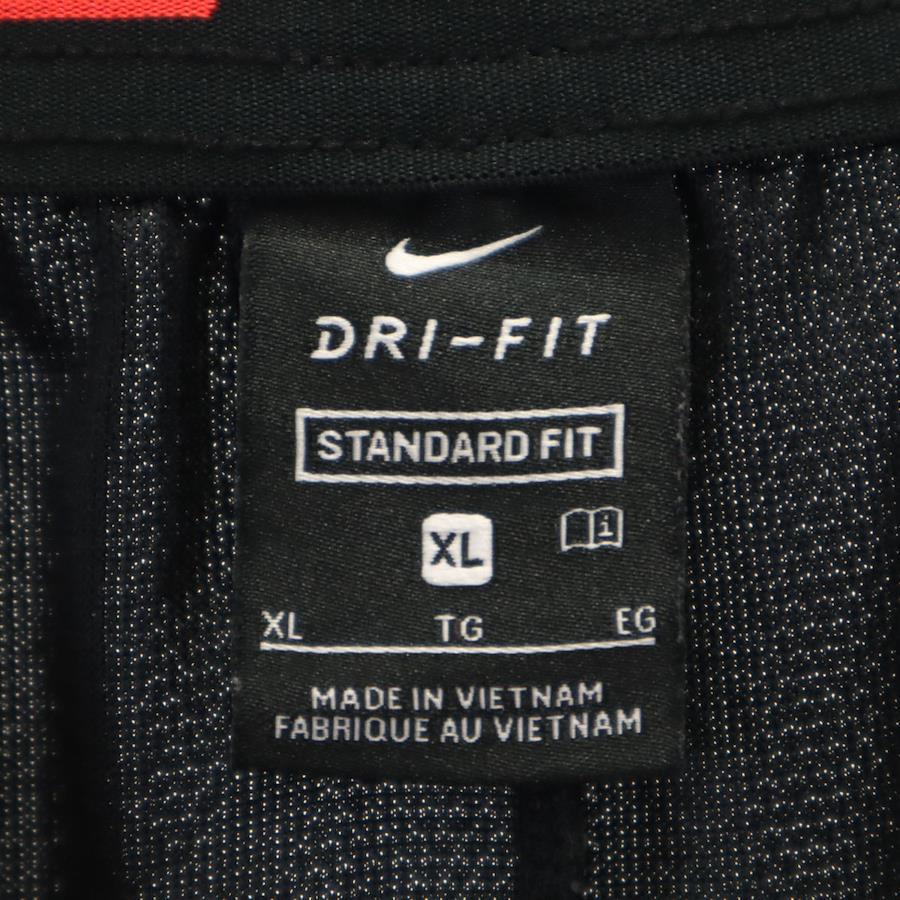 DRI-FIT
STANDARD FIT
XL
i
XL TG EG
MADE IN VIETNAM
FABRIQUE AU VIETNAM